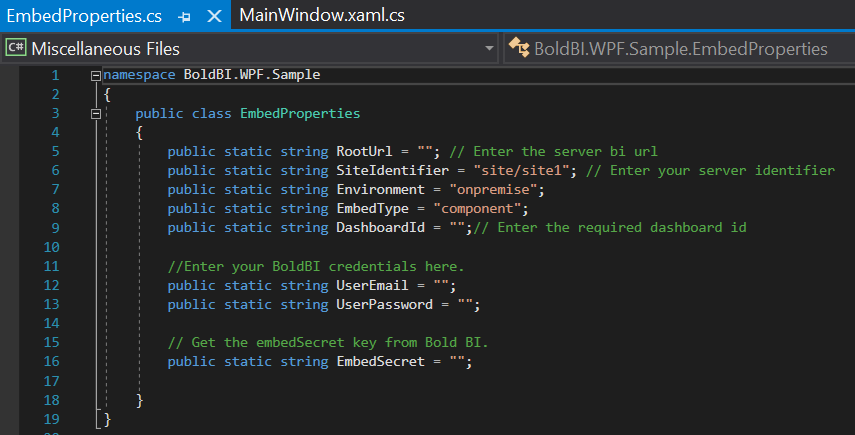 EmbedProperties.cs MainWindow.xaml.cs
C# Miscellaneous Files BoldBI.WPF.Sample.EmbedProperties
1 namespace BoldBI.WPF.Sample
2 {
3 public class EmbedProperties
4 {
5 public static string RootUrl = ""; // Enter the server bi url
6 public static string SiteIdentifier = "site/site1"; // Enter your server identifier
7 public static string Environment = "onpremise";
8 public static string EmbedType = "component";
9 public static string DashboardId = "";// Enter the required dashboard id
10
11 //Enter your BoldBI credentials here.
12 public static string UserEmail = "";
13 public static string UserPassword = "";
14
15 // Get the embedSecret key from Bold BI.
16 public static string EmbedSecret = "";
17
18 }
19 }